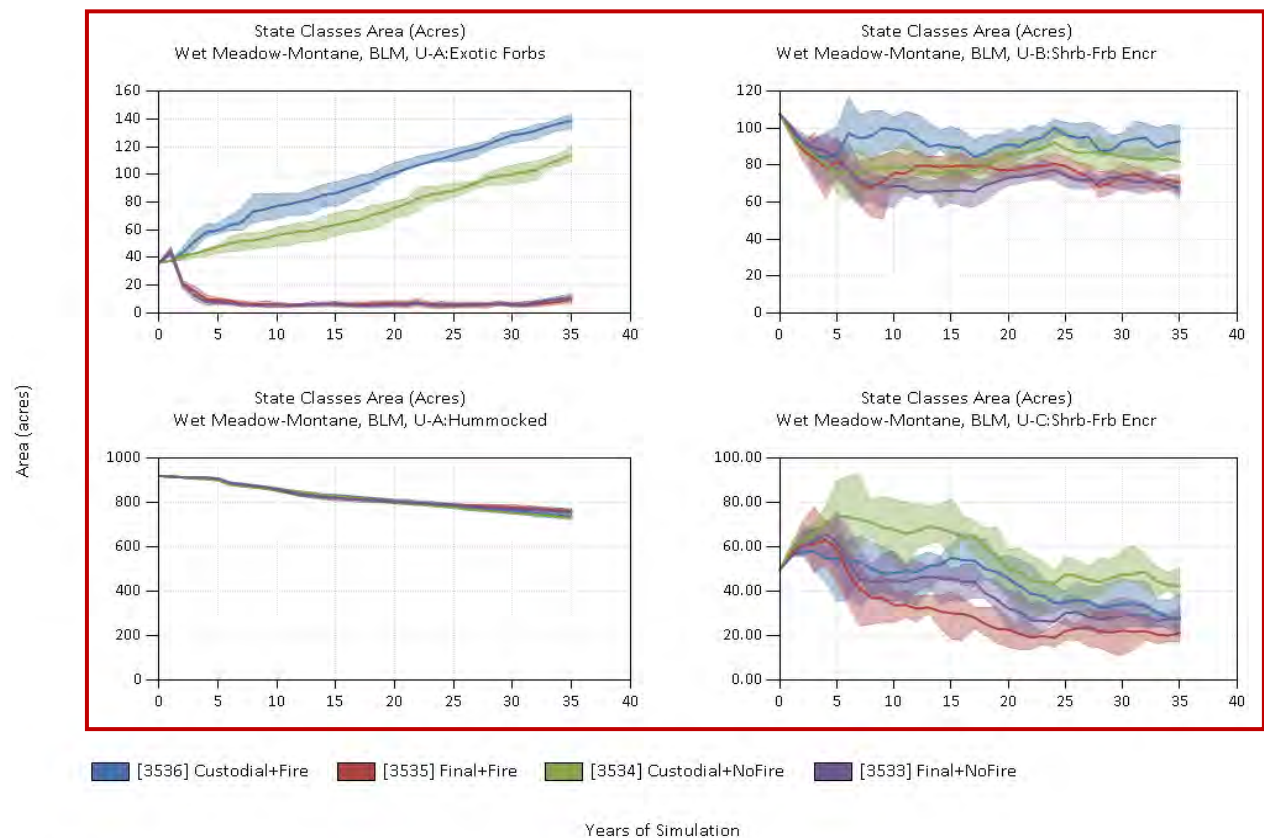 State Classes Area (Acres)
Wet Meadow-Montane, BLM, U-A:Exotic Forbs
160
140
120
100
80
60
40
20
0
0 5 10 15 20 25 30 35 40
State Classes Area (Acres)
Wet Meadow-Montane, BLM, U-B:Shrb-Frb Encr
120
100
80
60
40
20
0
0 5 10 15 20 25 30 35 40
Area (acres)
State Classes Area (Acres)
Wet Meadow-Montane, BLM, U-A:Hummocked
1000
800
600
400
200
0
0 5 10 15 20 25 30 35 40
State Classes Area (Acres)
Wet Meadow-Montane, BLM, U-C:Shrb-Frb Encr
100.00
80.00
60.00
40.00
20.00
0.00
0 5 10 15 20 25 30 35 40
[3536] Custodial+Fire [3535] Final+Fire [3534] Custodial+NoFire [3533] Final+NoFire
Years of Simulation